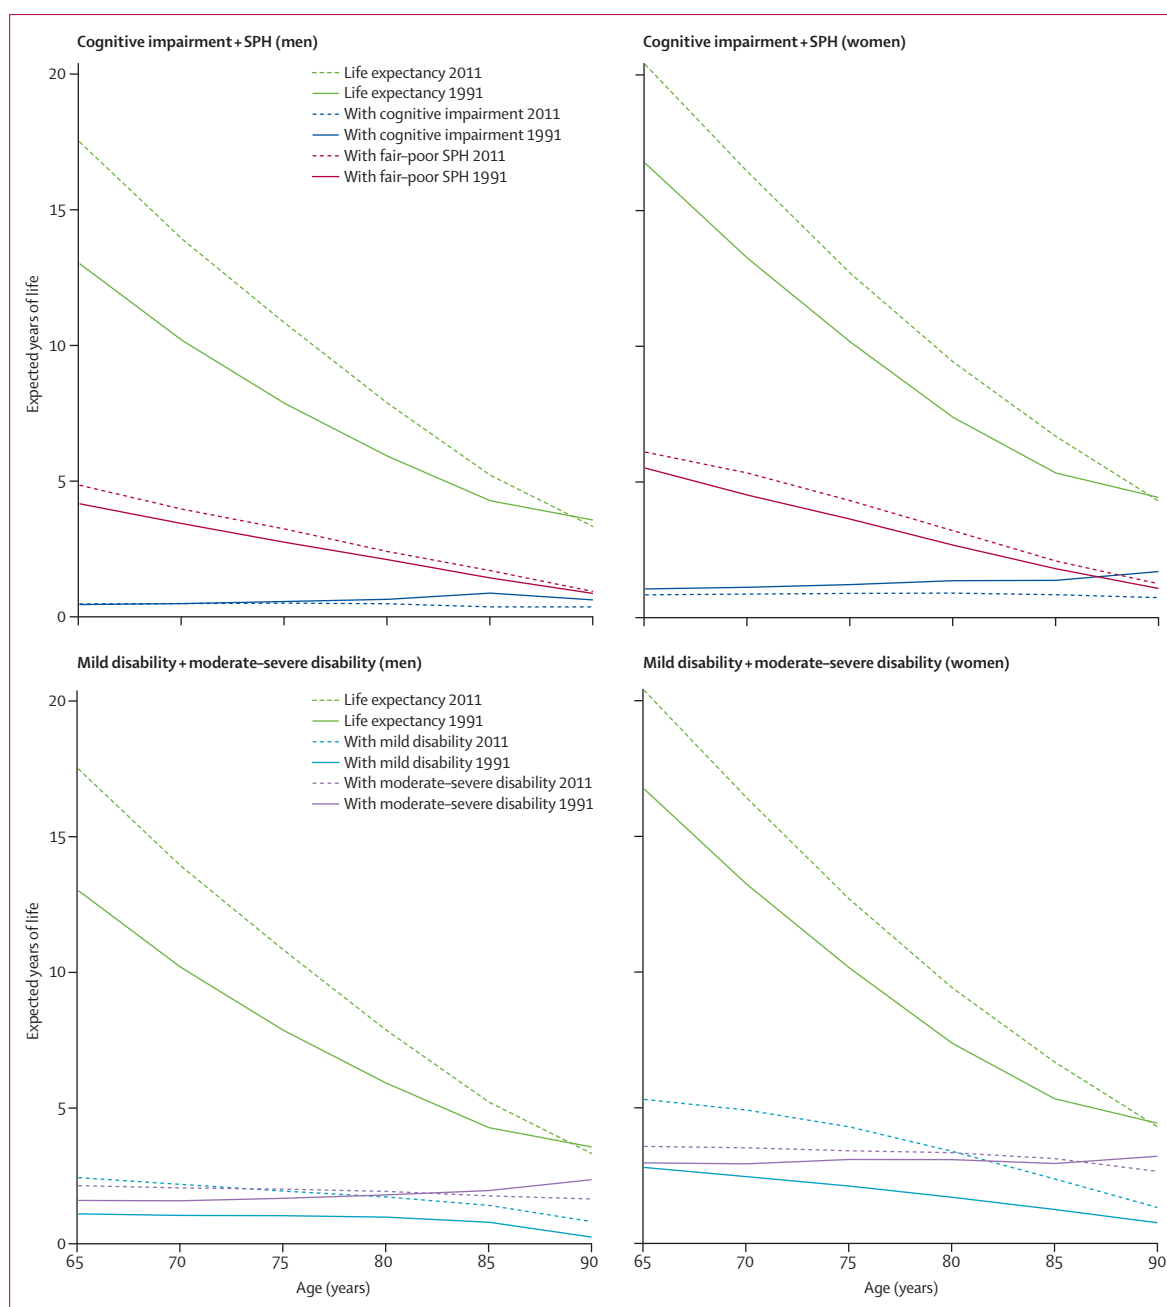 Cognitive impairment + SPH (men)
Cognitive impairment + SPH (women)
20
15
10
5
0
Expected years of life
Life expectancy 2011
Life expectancy 1991
With cognitive impairment 2011
With cognitive impairment 1991
With fair–poor SPH 2011
With fair–poor SPH 1991
Mild disability + moderate–severe disability (men)
Mild disability + moderate–severe disability (women)
20
15
10
5
0
Expected years of life
Life expectancy 2011
Life expectancy 1991
With mild disability 2011
With mild disability 1991
With moderate–severe disability 2011
With moderate–severe disability 1991
65 70 75 80 85 90
Age (years)
65 70 75 80 85 90
Age (years)